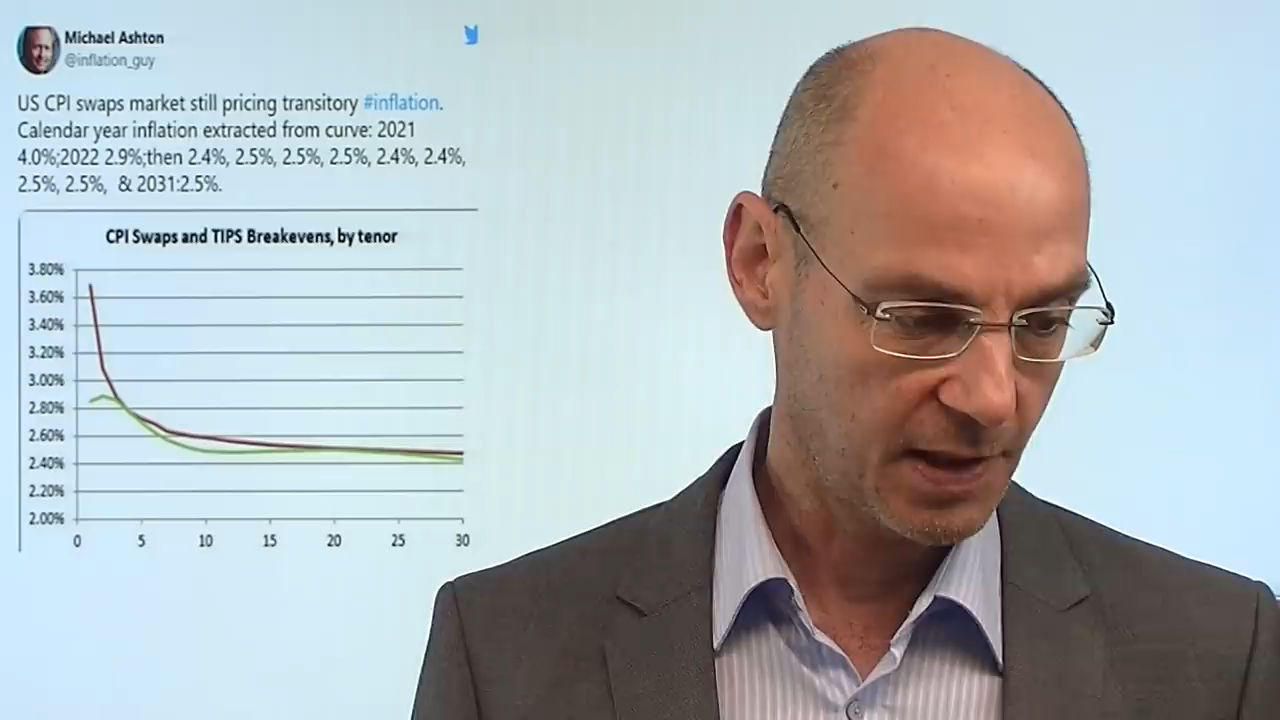 Michael Ashton
@inflation_guy
US CPI swaps market still pricing transitory #inflation.
Calendar year inflation extracted from curve: 2021
4.0%;2022 2.9%;then 2.4%, 2.5%, 2.5%, 2.5%, 2.4%, 2.4%,
2.5%, 2.5%, & 2031:2.5%.
CPI Swaps and TIPS Breakevens, by tenor
3.80%
3.60%
3.40%
3.20%
3.00%
2.80%
2.60%
2.40%
2.20%
2.00%
0 5 10 15 20 25 30